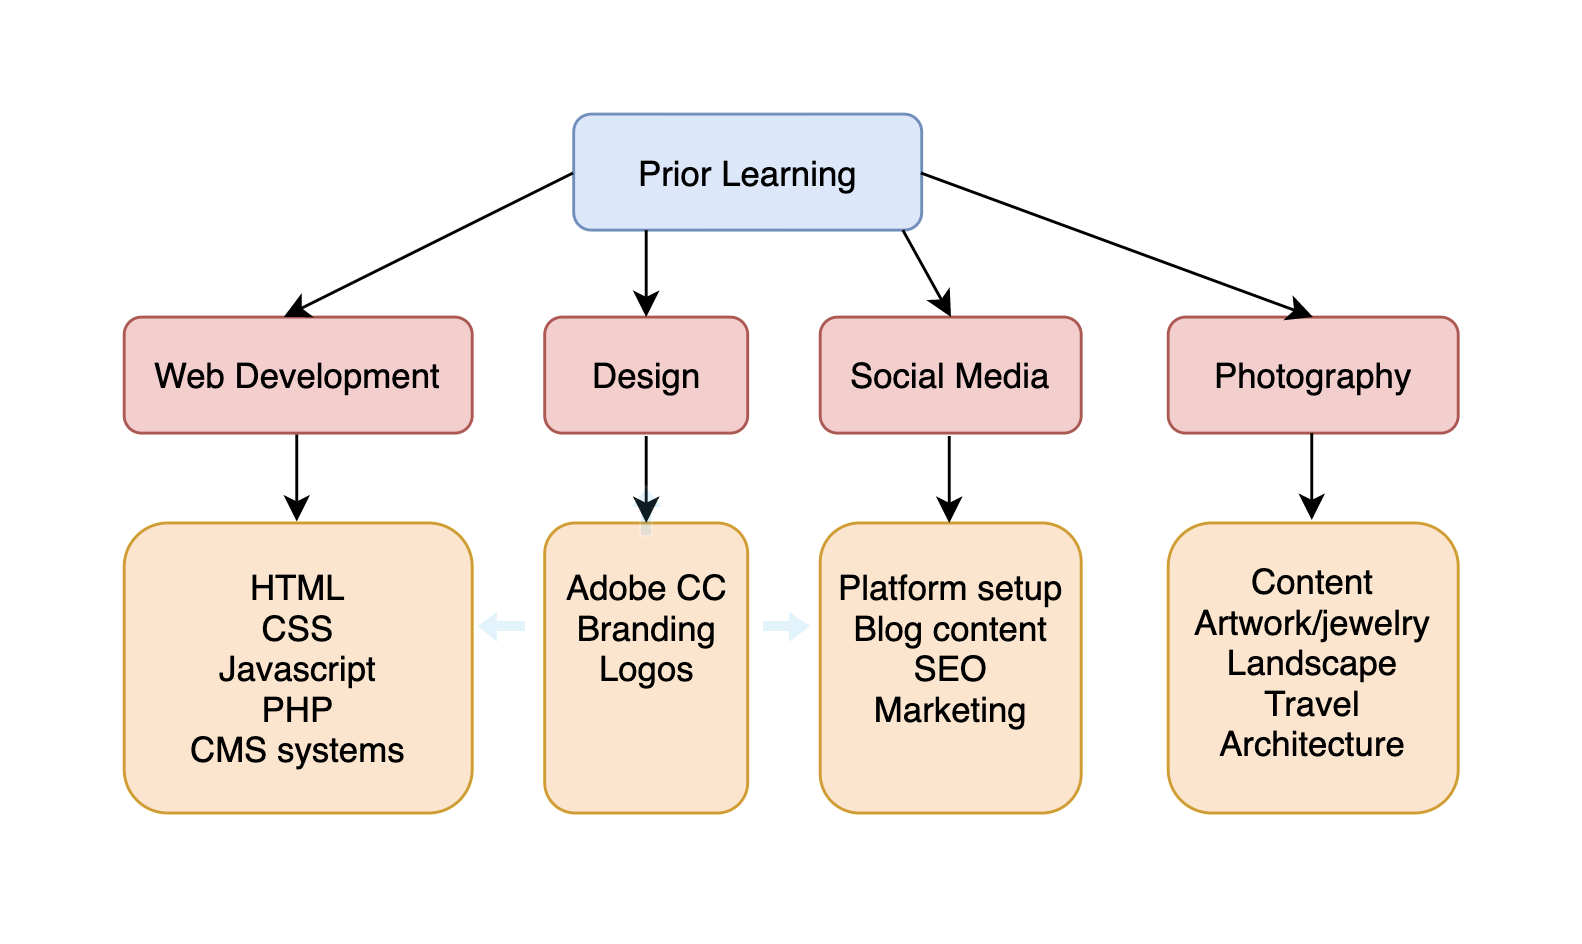 Prior Learning
Web Development
Design
Social Media
Photography
HTML
CSS
Javascript
PHP
CMS systems
Adobe CC
Branding
Logos
Platform setup
Blog content
SEO
Marketing
Content
Artwork/jewelry
Landscape
Travel
Architecture